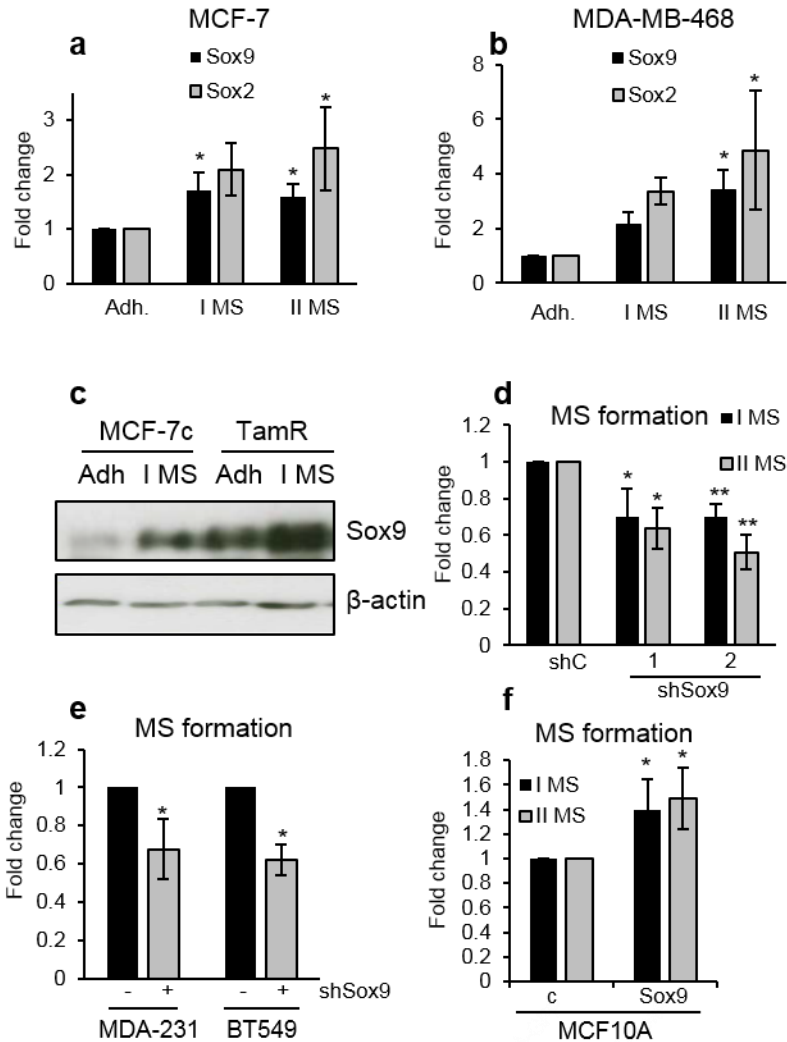 MCF-7
a
Sox9
Sox2
Fold change
3
2
1
0
Adh.
I MS
II MS
*
*
*
MDA-MB-468
b
Sox9
Sox2
Fold change
8
6
4
2
0
Adh.
I MS
II MS
*
*
c
MCF-7c TamR
Adh I MS Adh I MS
Sox9
β-actin
d
MS formation
I MS
II MS
Fold change
1.2
1
0.8
0.6
0.4
0.2
0
*
*
**
**
shC
1
2
shSox9
e
MS formation
Fold change
1.2
1
0.8
0.6
0.4
0.2
0
*
*
- + - + shSox9
MDA-231 BT549
f
MS formation
I MS
II MS
Fold change
1.8
1.6
1.4
1.2
1
0.8
0.6
0.4
0.2
0
*
*
c
Sox9
MCF10A